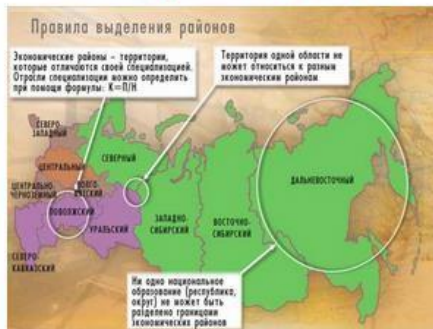 Правила выделения районов
Экономические районы – территории,
которые отличаются своей специализацией.
Отрасли специализации можно определить
при помощи формулы: К=П/Н
Территория одной области не
может относиться к разным
экономическим районам
СЕВЕРО-
ЗАПАДНЫЙ
СЕВЕРНЫЙ
ЦЕНТРАЛЬНЫЙ
ДАЛЬНЕВОСТОЧНЫЙ
ЦЕНТРАЛЬНО-
ЧЕРНОЗЕМНЫЙ
ВОЛГО-
ВЯТСКИЙ
ПОВОЛЖСКИЙ
УРАЛЬСКИЙ
ЗАПАДНО-
СИБИРСКИЙ
ВОСТОЧНО-
СИБИРСКИЙ
СЕВЕРО-
КАВКАЗСКИЙ
Ни одно национальное
образование (республика,
округ) не может быть
разделено границами
экономических районов